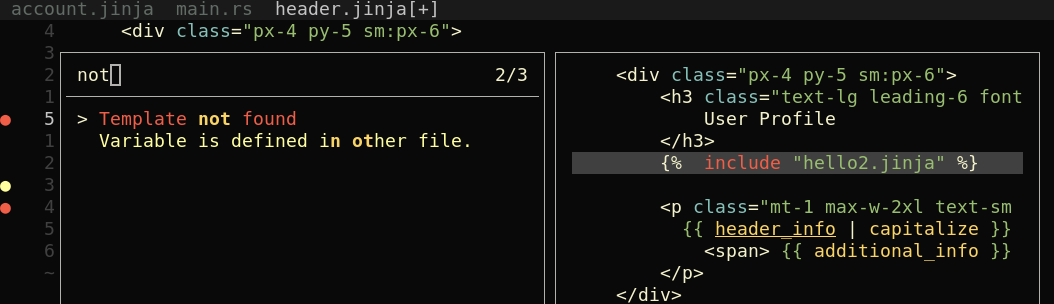 account.jinja main.rs header.jinja[+]
4 <div class="px-4 py-5 sm:px-6">
3
2
1
5
1
2
3
4
5
6
~
not 2/3
> Template not found
Variable is defined in other file.
<div class="px-4 py-5 sm:px-6">
<h3 class="text-lg leading-6 font
User Profile
</h3>
{% include "hello2.jinja" %}
<p class="mt-1 max-w-2xl text-sm
{{ header_info | capitalize }}
<span> {{ additional_info }}
</p>
</div>